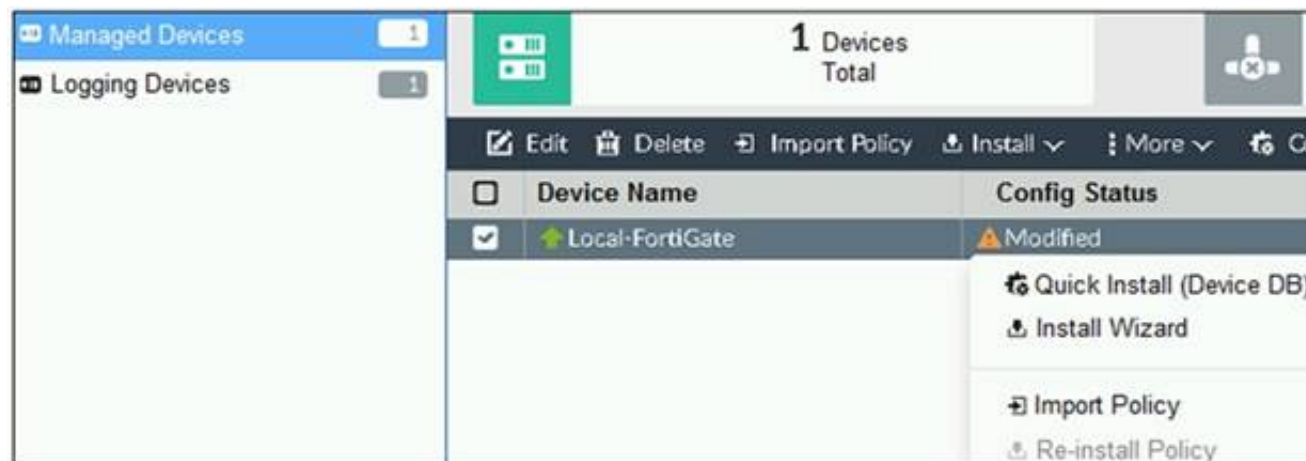 Managed Devices 1
Logging Devices 1
1 Devices
Total
Edit Delete Import Policy Install More
Device Name Config Status
Local-FortiGate Modified
Quick Install (Device DB)
Install Wizard
Import Policy
Re-install Policy